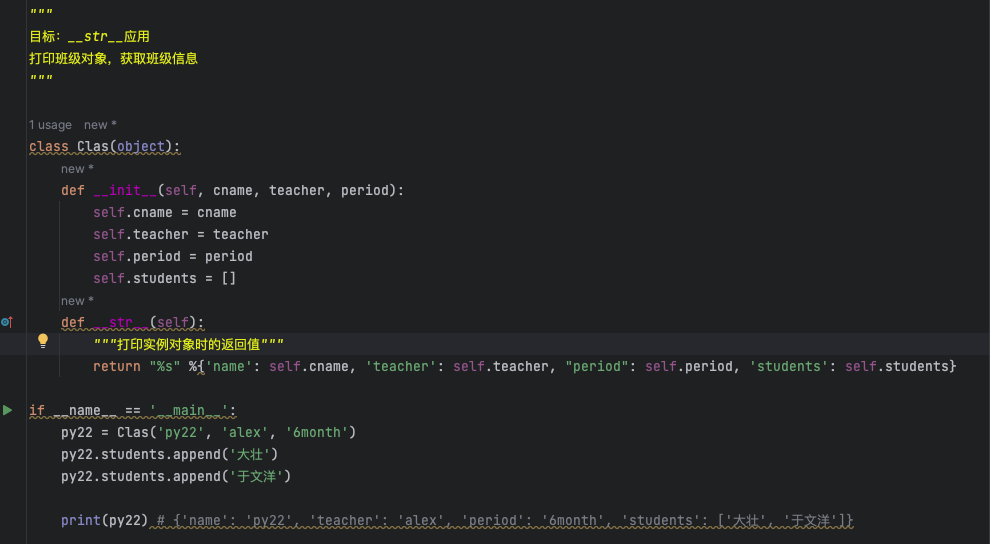 """
目标：__str__应用
打印班级对象，获取班级信息
"""
1 usage new *
class Clas(object):
new *
def __init__(self, cname, teacher, period):
self.cname = cname
self.teacher = teacher
self.period = period
self.students = []
new *
def __str__(self):
"""打印实例对象时的返回值"""
return "%s" %{'name': self.cname, 'teacher': self.teacher, "period": self.period, 'students': self.students}
if __name__ == '__main__':
py22 = Clas('py22', 'alex', '6month')
py22.students.append('大壮')
py22.students.append('于文洋')
print(py22) # {'name': 'py22', 'teacher': 'alex', 'period': '6month', 'students': ['大壮', '于文洋']}